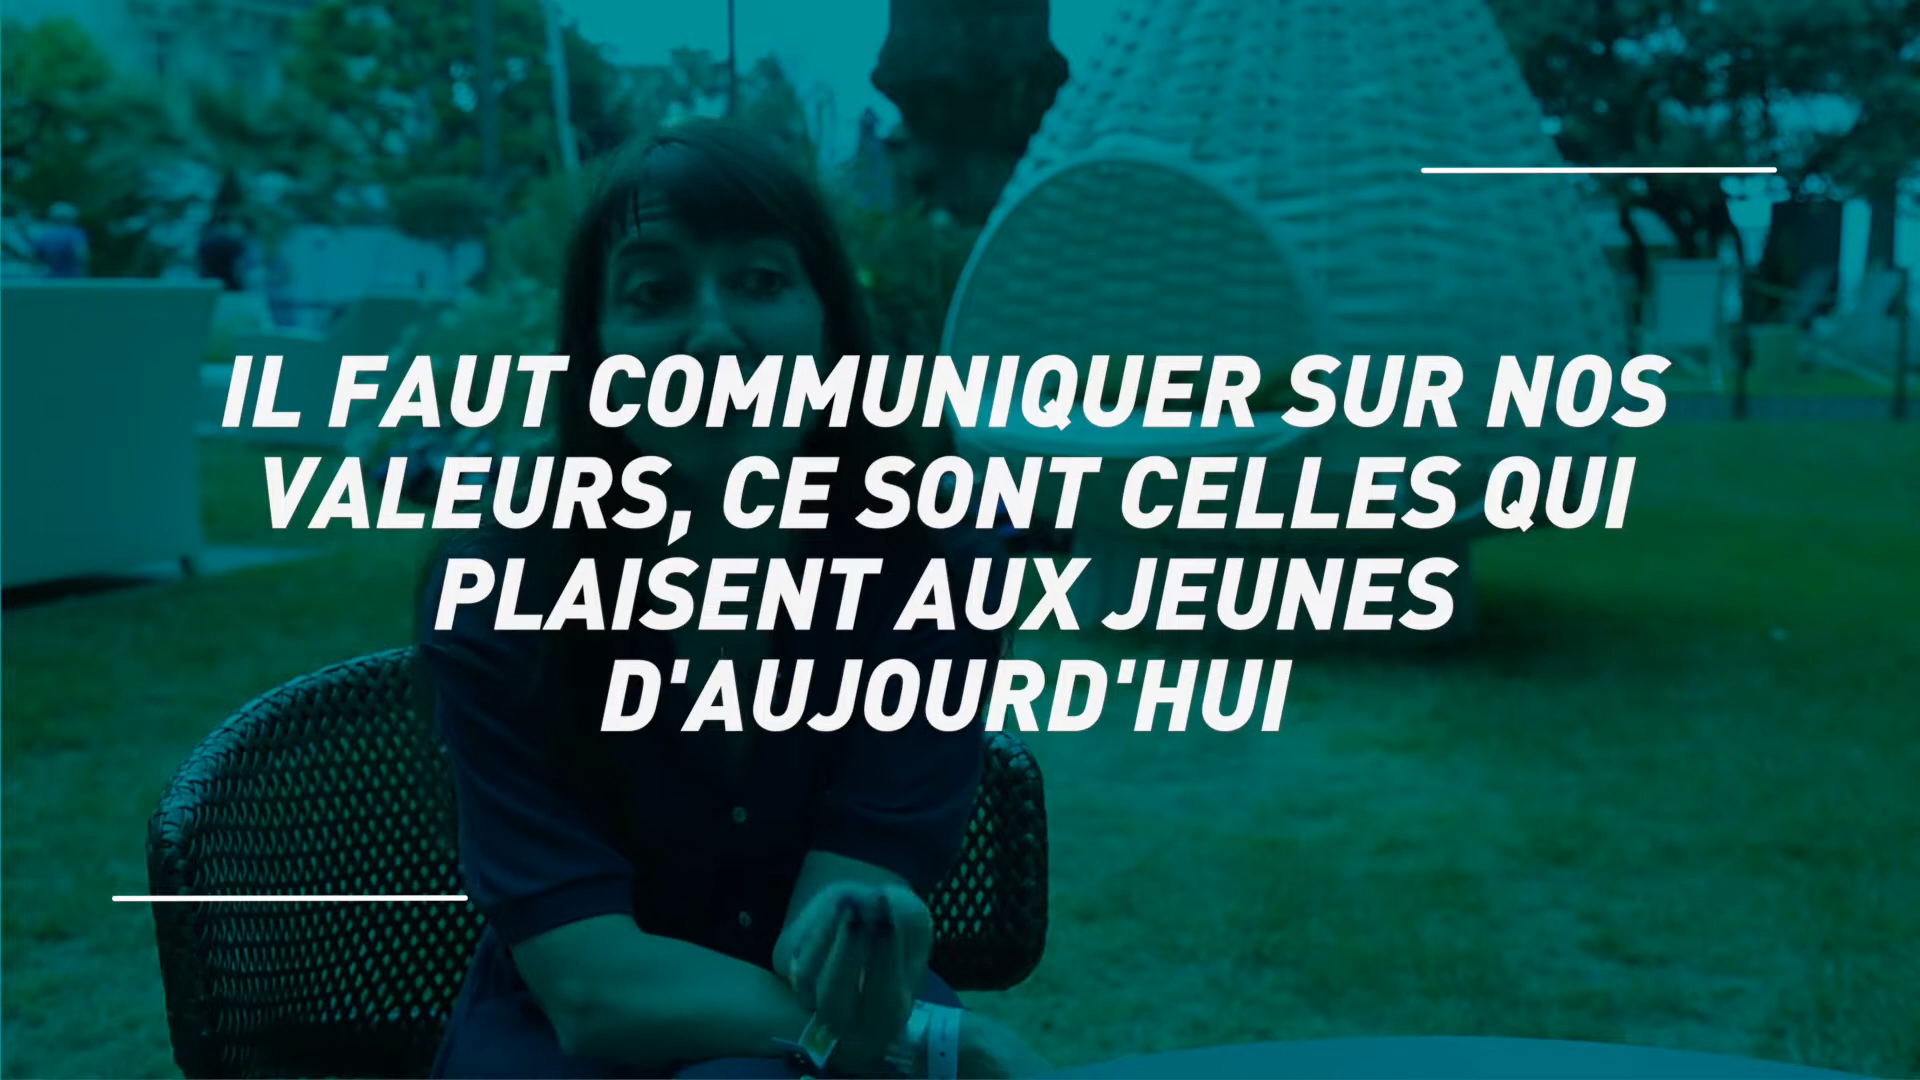 IL FAUT COMMUNIQUER SUR NOS
VALEURS, CE SONT CELLES QUI
PLAISENT AUX JEUNES
D'AUJOURD'HUI